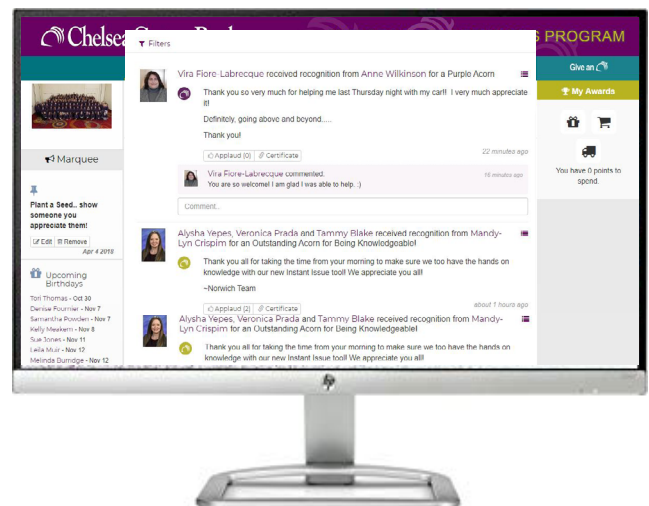 Chelse
PROGRAM
Filters
Give an
My Awards
You have 0 points to
spend.
Marquee
Plant a Seed.. show
someone you
appreciate them!
Edit Remove
Apr 4 2018
Upcoming
Birthdays
Tori Thomas - Oct 30
Denise Fournier - Nov 7
Samantha Powden - Nov 7
Kelly Meakem - Nov 8
Sue Jones - Nov 11
Leila Muir - Nov 12
Melinda Burridge - Nov 12
Vira Fiore-Labrecque received recognition from Anne Wilkinson for a Purple Acorn
Thank you so very much for helping me last Thursday night with my car!! I very much appreciate
it!
Definitely, going above and beyond.....
Thank you!
Applaud (0) Certificate
22 minutes ago
Vira Fiore-Labrecque commented.
16 minutes ago
You are so welcome! I am glad I was able to help. :)
Comment..
Alysha Yepes, Veronica Prada and Tammy Blake received recognition from Mandy-
Lyn Crispim for an Outstanding Acorn for Being Knowledgeable!
Thank you all for taking the time from your morning to make sure we too have the hands on
knowledge with our new Instant Issue tool! We appreciate you all!
~Norwich Team
Applaud (2) Certificate
about 1 hours ago
Alysha Yepes, Veronica Prada and Tammy Blake received recognition from Mandy-
Lyn Crispim for an Outstanding Acorn for Being Knowledgeable!
Thank you all for taking the time from your morning to make sure we too have the hands on
knowledge with our new Instant Issue tool! We appreciate you all!
hp